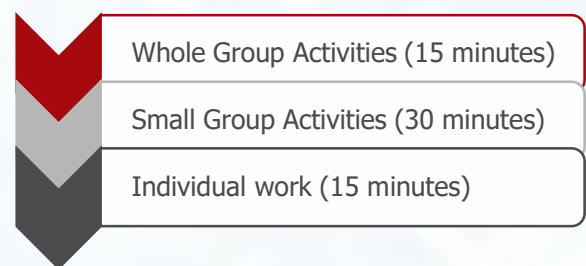 Whole Group Activities (15 minutes)
Small Group Activities (30 minutes)
Individual work (15 minutes)